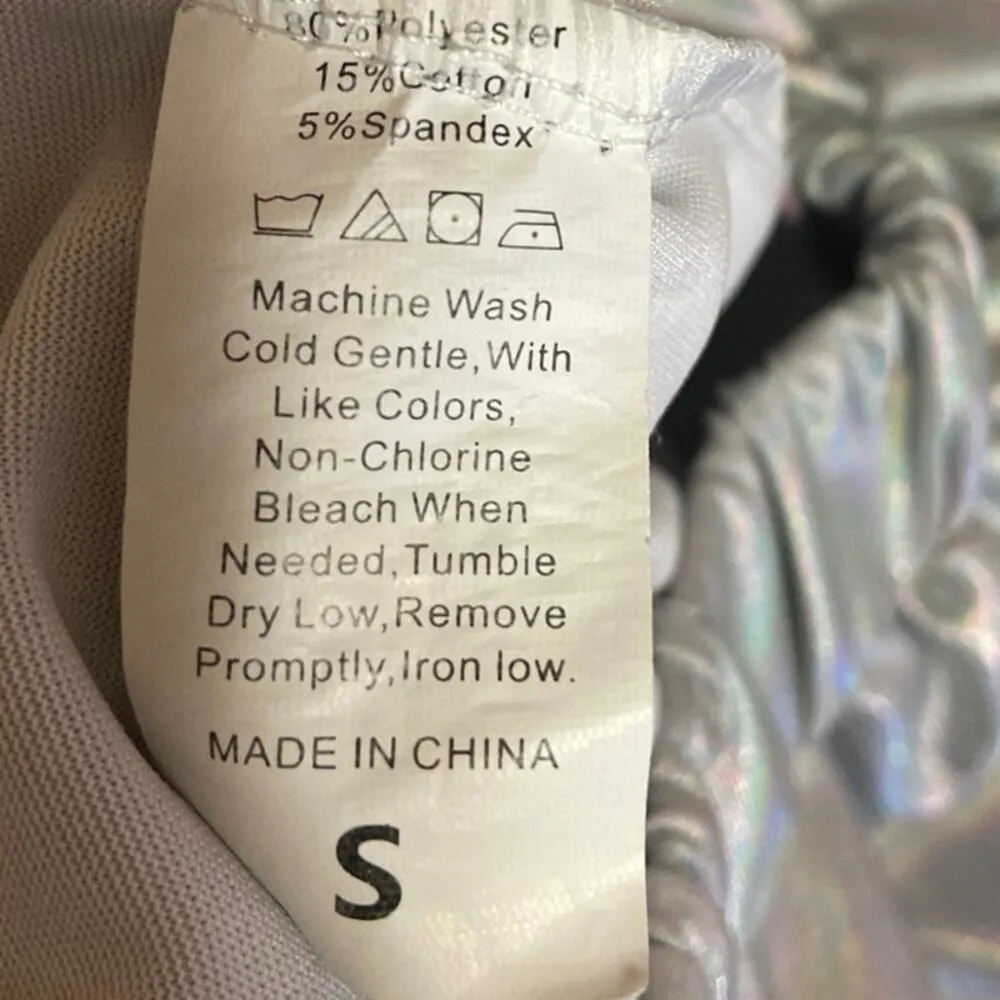 80%Polyester
15%Cotton
5%Spandex
Machine Wash
Cold Gentle,With
Like Colors,
Non-Chlorine
Bleach When
Needed,Tumble
Dry Low,Remove
Promptly,Iron low.
MADE IN CHINA
S